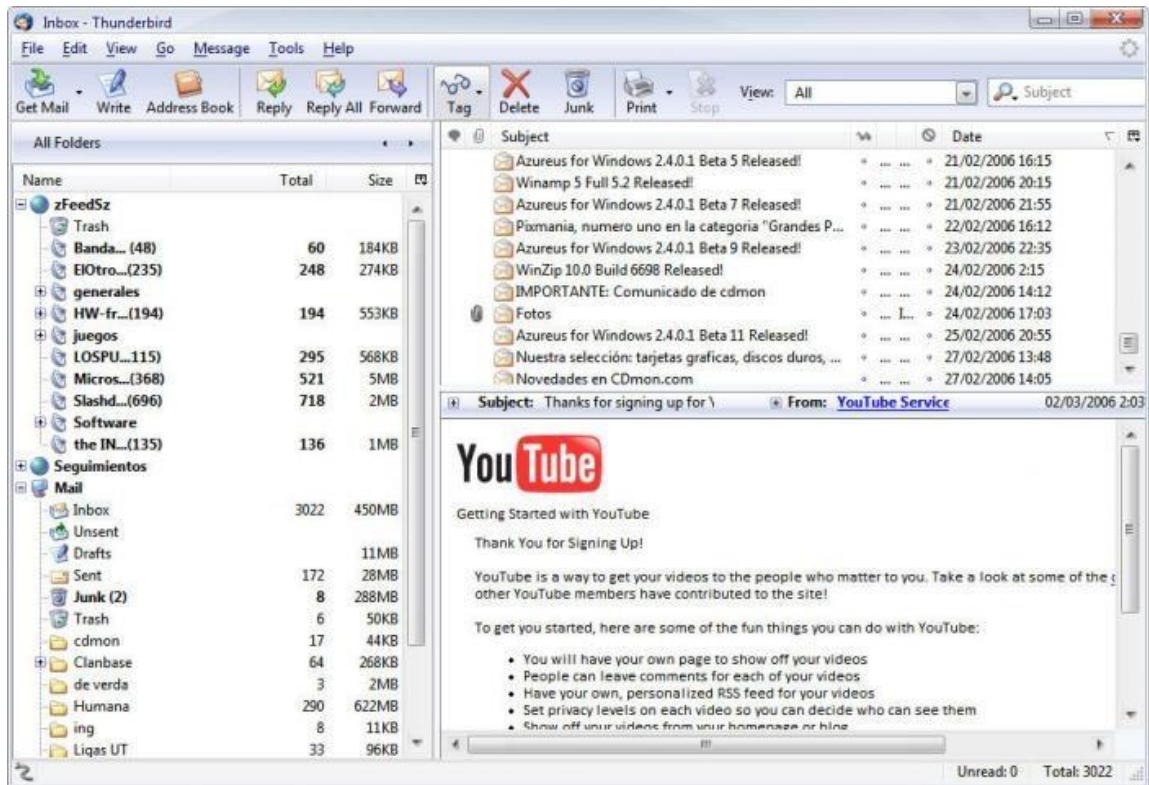 Inbox - Thunderbird
File Edit View Go Message Tools Help
Get Mail Write Address Book Reply Reply All Forward Tag Delete Junk Print Stop View: All Subject
All Folders
Name Total Size
zFeedSz
Trash
Banda... (48) 60 184KB
ElOtro...(235) 248 274KB
generales
HW-fr...(194) 194 553KB
juegos
LOSPU...115) 295 568KB
Micros...(368) 521 5MB
Slashd...(696) 718 2MB
Software
the IN...(135) 136 1MB
Seguimientos
Mail
Inbox 3022 450MB
Unsent
Drafts 11MB
Sent 172 28MB
Junk (2) 8 288MB
Trash 6 50KB
cdmon 17 44KB
Clanbase 64 268KB
de verda 3 2MB
Humana 290 622MB
ing 8 11KB
Ligas UT 33 96KB
Subject Date
Azureus for Windows 2.4.0.1 Beta 5 Released! ... ... 21/02/2006 16:15
Winamp 5 Full 5.2 Released! ... ... 21/02/2006 20:15
Azureus for Windows 2.4.0.1 Beta 7 Released! ... ... 21/02/2006 21:55
Pixmania, numero uno en la categoria "Grandes P... ... ... 22/02/2006 16:12
Azureus for Windows 2.4.0.1 Beta 9 Released! ... ... 23/02/2006 22:35
WinZip 10.0 Build 6698 Released! ... ... 24/02/2006 2:15
IMPORTANTE: Comunicado de cdmon ... ... 24/02/2006 14:12
Fotos ... I... 24/02/2006 17:03
Azureus for Windows 2.4.0.1 Beta 11 Released! ... ... 25/02/2006 20:55
Nuestra selección: tarjetas graficas, discos duros, ... ... ... 27/02/2006 13:48
Novedades en CDmon.com ... ... 27/02/2006 14:05
Subject: Thanks for signing up for From: YouTube Service 02/03/2006 2:03
YouTube
Getting Started with YouTube
Thank You for Signing Up!
YouTube is a way to get your videos to the people who matter to you. Take a look at some of the
other YouTube members have contributed to the site!
To get you started, here are some of the fun things you can do with YouTube:
• You will have your own page to show off your videos
• People can leave comments for each of your videos
• Have your own, personalized RSS feed for your videos
• Set privacy levels on each video so you can decide who can see them
• Show off your videos from your homepage or blog
Unread: 0 Total: 3022